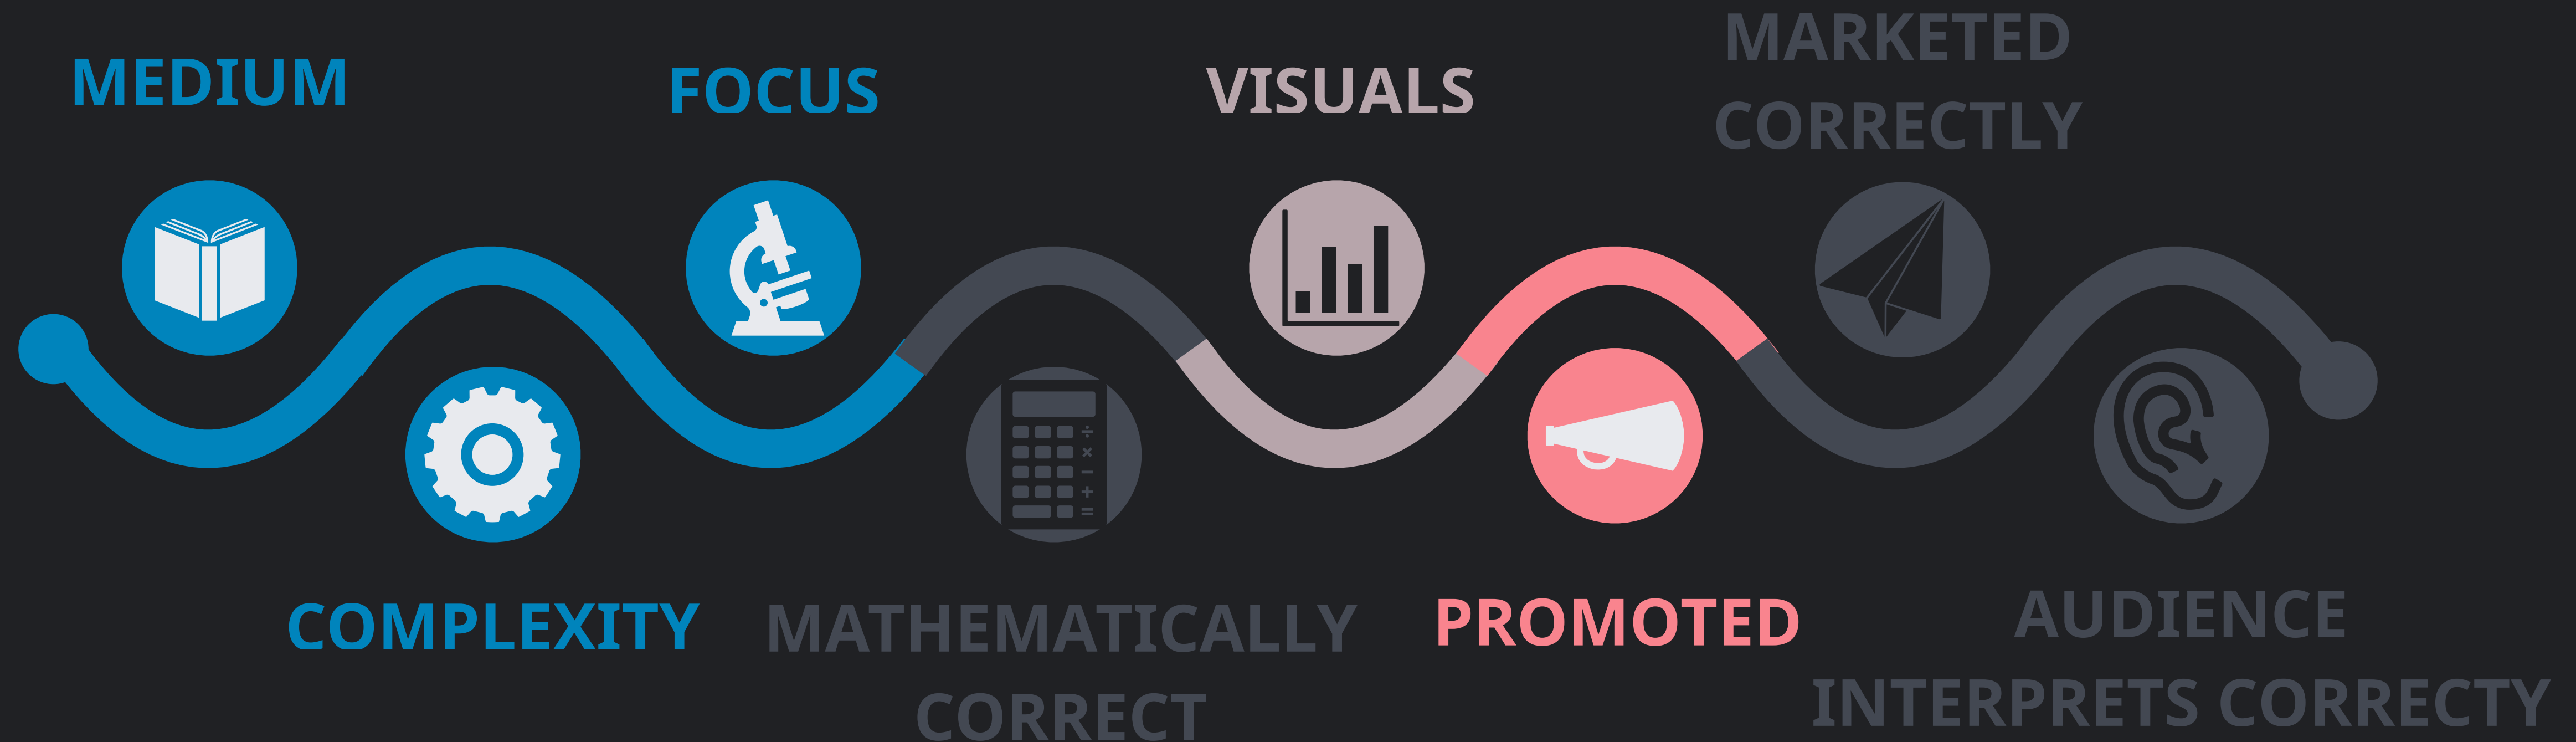 MEDIUM
COMPLEXITY
FOCUS
MATHEMATICALLY
CORRECT
VISUALS
PROMOTED
MARKETED
CORRECTLY
AUDIENCE
INTERPRETS CORRECTY